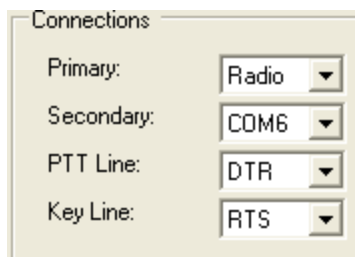 Connections
Primary: Radio
Secondary: COM6
PTT Line: DTR
Key Line: RTS